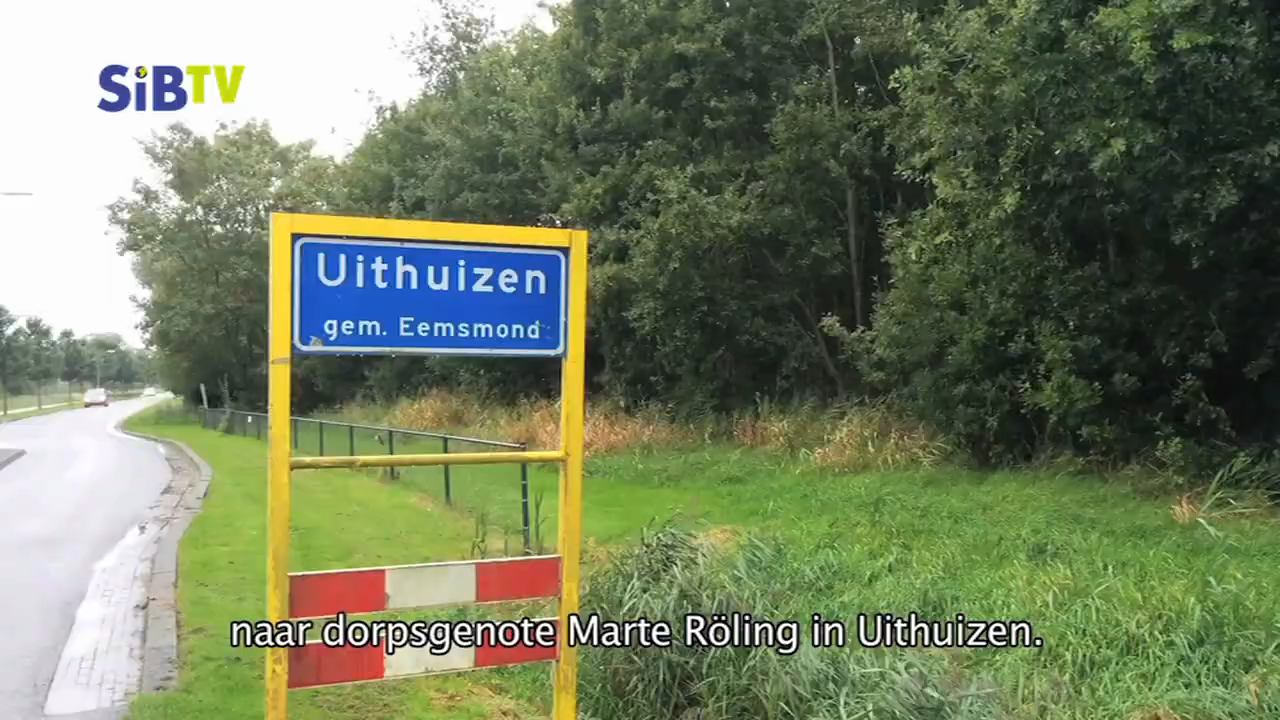 SiBTV
Uithuizen
gem. Eemsmond
naar dorpsgenote Marte Röling in Uithuizen.